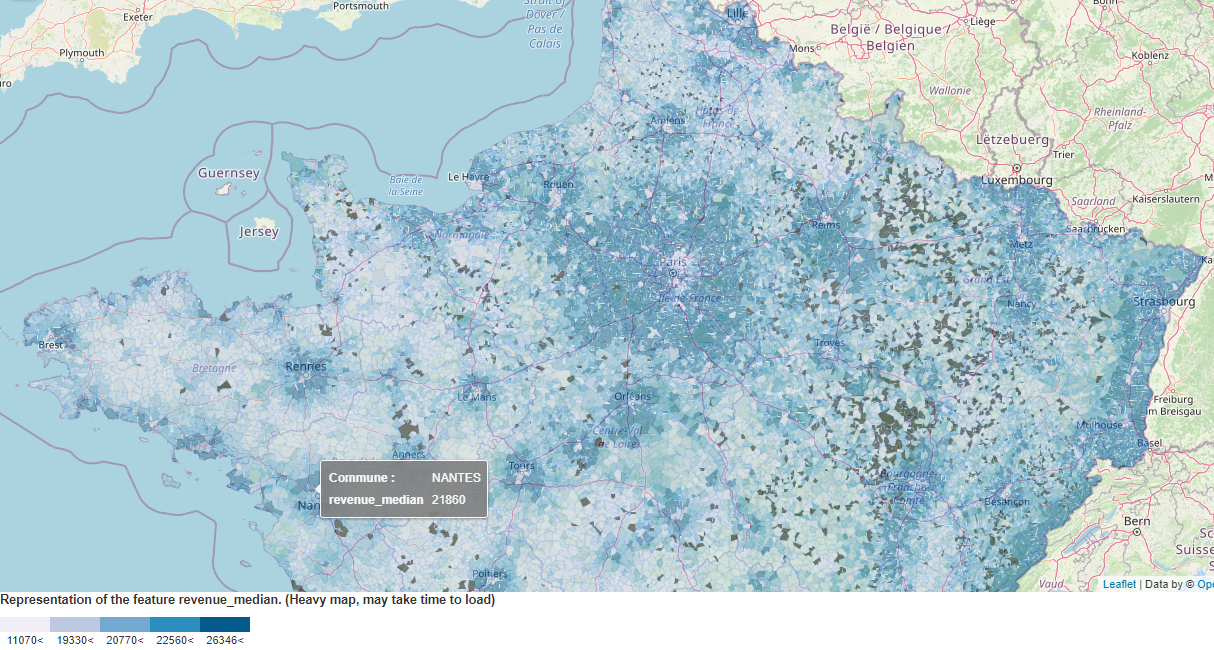 Exeter
Portsmouth
Plymouth
Strait of
Dover /
Pas de
Calais
Lille
België / Belgique /
Belgien
Liège
Bonn
Mons
Koblenz
Wallonie
Rheinland-
Pfalz
Hauts-de-
France
Amiens
Lëtzebuerg
Trier
Luxembourg
Guernsey
Baie de
la Seine
Le Havre
Rouen
Saarland
Kaiserslautern
Jersey
Normandie
Reims
Saarbrücken
Metz
Paris
Île-de-France
Grand Est
Nancy
Strasbourg
Brest
Rennes
Bretagne
Troyes
Le Mans
Orléans
Freiburg
im Breisgau
Centre-Val
de Loire
Mulhouse
Basel
Angers
Tours
Commune : NANTES
revenue_median 21860
Nan
Bourgogne-
Franche-
Comté
Besançon
Bern
Suisse
Poitiers
Vaud
Leaflet | Data by © Ope
Representation of the feature revenue_median. (Heavy map, may take time to load)
11070< 19330< 20770< 22560< 26346<